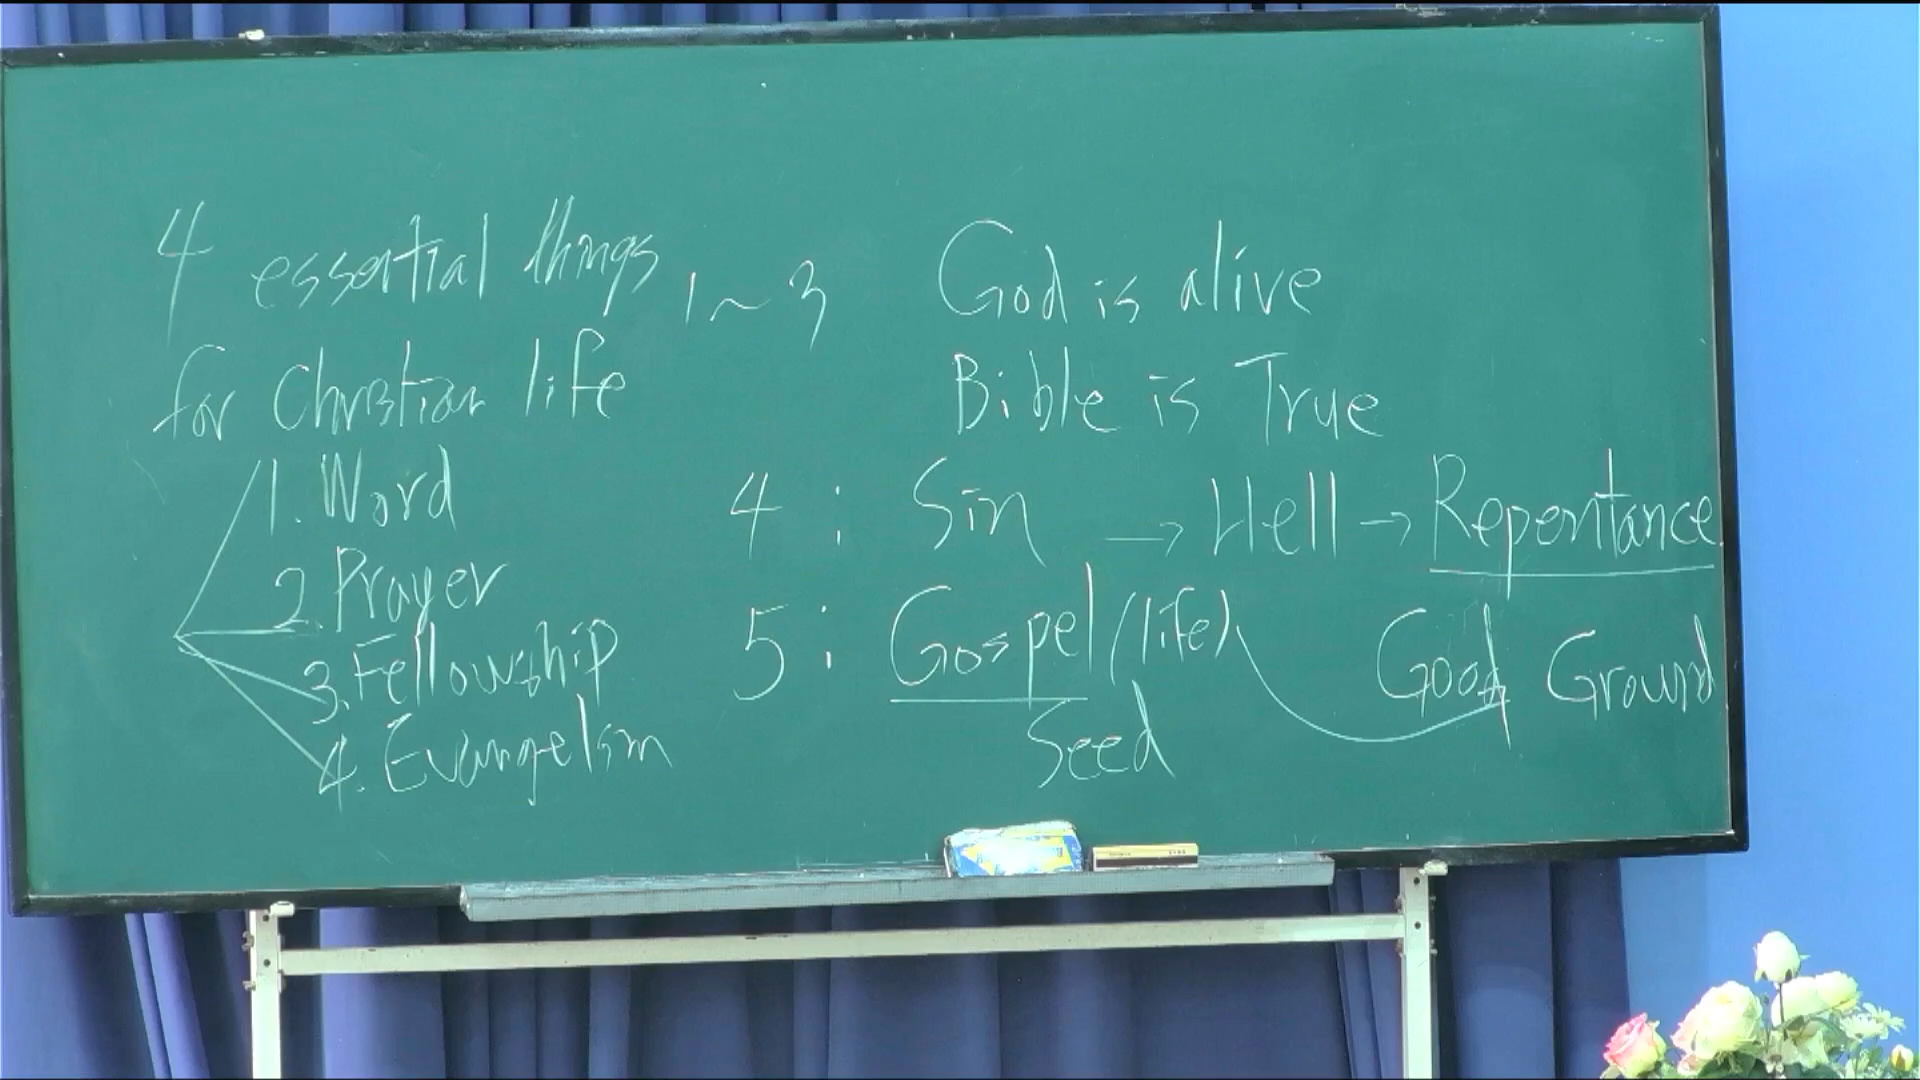 4 essential things
for Christian life
1. Word
2. Prayer
3. Fellowship
4. Evangelism
1~3 God is alive
Bible is True
4 : Sin → Hell → Repentance
5 : Gospel (life) Good Ground
Seed